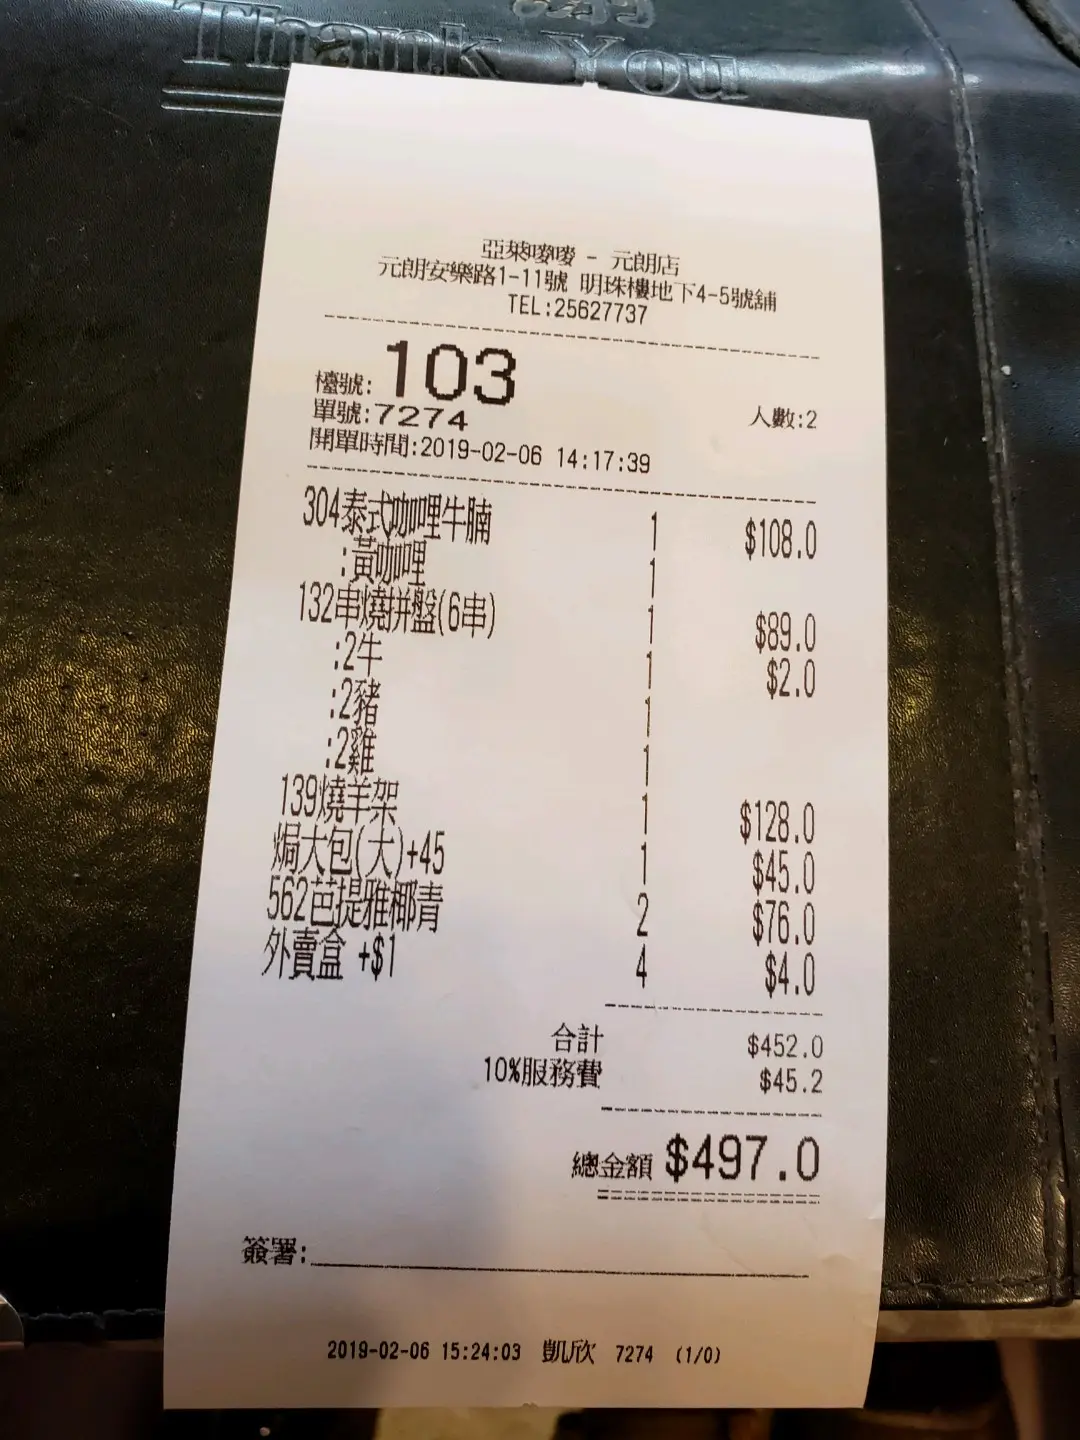 Thank You
亞萊嘜嘜 - 元朗店
元朗安樂路1-11號 明珠樓地下4-5號舖
TEL:25627737
檯號: 103
單號:7274 人數:2
開單時間:2019-02-06 14:17:39
304泰式咖哩牛腩 1 $108.0
:黃咖哩 1
132串燒拼盤(6串) 1 $89.0
:2牛 1 $2.0
:2豬 1
:2雞 1
139燒羊架 1 $128.0
焗大包(大)+45 1 $45.0
562芭提雅椰青 2 $76.0
外賣盒 +$1 4 $4.0
合計 $452.0
10%服務費 $45.2
總金額 $497.0
簽署:
2019-02-06 15:24:03 凱欣 7274 (1/0)